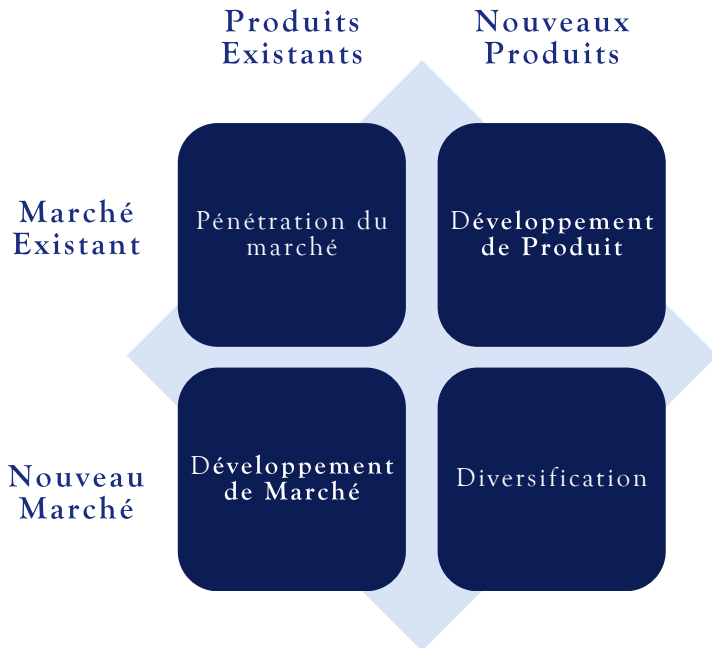 Produits
Existants
Nouveaux
Produits
Marché
Existant
Pénétration du
marché
Développement
de Produit
Nouveau
Marché
Développement
de Marché
Diversification